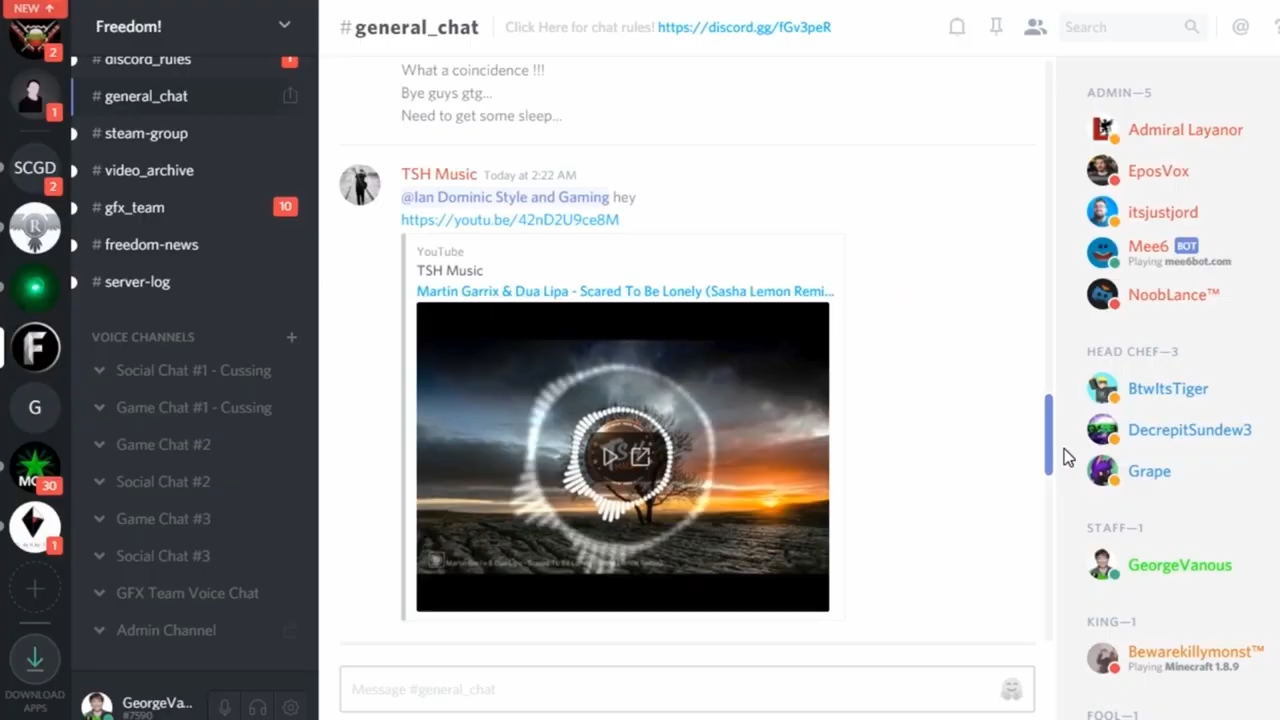 NEW ↑
2
1
SCGD
2
R
F
G
30
1
DOWNLOAD
APPS
Freedom!
# discord_rules
# general_chat
# steam-group
# video_archive
# gfx_team
10
# freedom-news
# server-log
VOICE CHANNELS
Social Chat #1 - Cussing
Game Chat #1 - Cussing
Game Chat #2
Social Chat #2
Game Chat #3
Social Chat #3
GFX Team Voice Chat
Admin Channel
GeorgeVa...
#7590
#general_chat
Click Here for chat rules! https://discord.gg/fGv3peR
Search
What a coincidence !!!
Bye guys gtg...
Need to get some sleep...
TSH Music Today at 2:22 AM
@Ian Dominic Style and Gaming hey
https://youtu.be/42nD2U9ce8M
YouTube
TSH Music
Martin Garrix & Dua Lipa - Scared To Be Lonely (Sasha Lemon Remi...
Message #general_chat
ADMIN—5
Admiral Layanor
EposVox
itsjustjord
Mee6 BOT
Playing mee6bot.com
NoobLance™
HEAD CHEF—3
BtwItsTiger
DecrepitSundew3
Grape
STAFF—1
GeorgeVanous
KING—1
Bewarekillymonst™
Playing Minecraft 1.8.9
FOOL—1